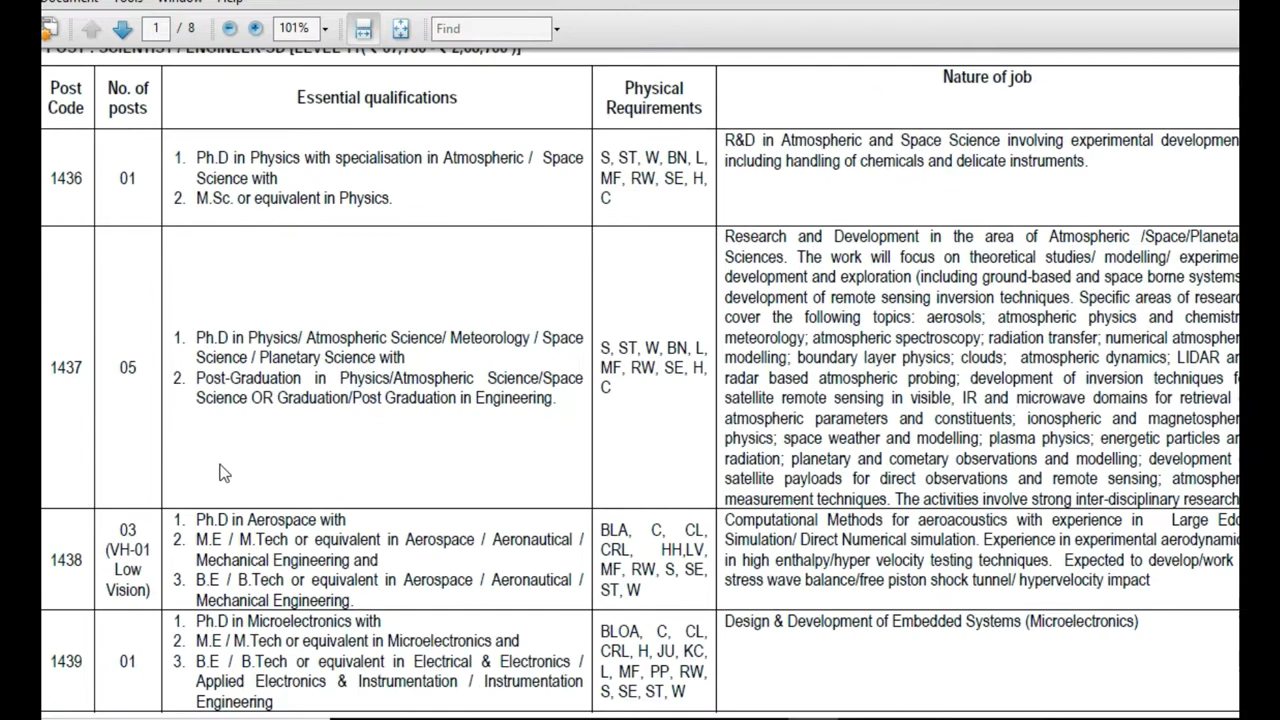 Document Tools Window Help
1 / 8 101% Find
POST : SCIENTIST / ENGINEER-SD [LEVEL 11
Post Code
No. of posts
Essential qualifications
Physical Requirements
Nature of job
1436
01
1. Ph.D in Physics with specialisation in Atmospheric / Space
Science with
2. M.Sc. or equivalent in Physics.
S, ST, W, BN, L,
MF, RW, SE, H,
C
R&D in Atmospheric and Space Science involving experimental developmen
including handling of chemicals and delicate instruments.
1437
05
1. Ph.D in Physics/ Atmospheric Science/ Meteorology / Space
Science / Planetary Science with
2. Post-Graduation in Physics/Atmospheric Science/Space
Science OR Graduation/Post Graduation in Engineering.
S, ST, W, BN, L,
MF, RW, SE, H,
C
Research and Development in the area of Atmospheric /Space/Planeta
Sciences. The work will focus on theoretical studies/ modelling/ experime
development and exploration (including ground-based and space borne systems
development of remote sensing inversion techniques. Specific areas of researc
cover the following topics: aerosols; atmospheric physics and chemist
meteorology; atmospheric spectroscopy; radiation transfer; numerical atmospher
modelling; boundary layer physics; clouds; atmospheric dynamics; LIDAR an
radar based atmospheric probing; development of inversion techniques f
satellite remote sensing in visible, IR and microwave domains for retrieval
atmospheric parameters and constituents; ionospheric and magnetospher
physics; space weather and modelling; plasma physics; energetic particles an
radiation; planetary and cometary observations and modelling; development
satellite payloads for direct observations and remote sensing; atmospher
measurement techniques. The activities involve strong inter-disciplinary research
1438
03
(VH-01
Low
Vision)
1. Ph.D in Aerospace with
2. M.E / M.Tech or equivalent in Aerospace / Aeronautical /
Mechanical Engineering and
3. B.E / B.Tech or equivalent in Aerospace / Aeronautical /
Mechanical Engineering.
BLA, C, CL,
CRL, HH,LV,
MF, RW, S, SE,
ST, W
Computational Methods for aeroacoustics with experience in Large Edd
Simulation/ Direct Numerical simulation. Experience in experimental aerodynamic
in high enthalpy/hyper velocity testing techniques. Expected to develop/work
stress wave balance/free piston shock tunnel/ hypervelocity impact
1439
01
1. Ph.D in Microelectronics with
2. M.E / M.Tech or equivalent in Microelectronics and
3. B.E / B.Tech or equivalent in Electrical & Electronics /
Applied Electronics & Instrumentation / Instrumentation
Engineering
BLOA, C, CL,
CRL, H, JU, KC,
L, MF, PP, RW,
S, SE, ST, W
Design & Development of Embedded Systems (Microelectronics)